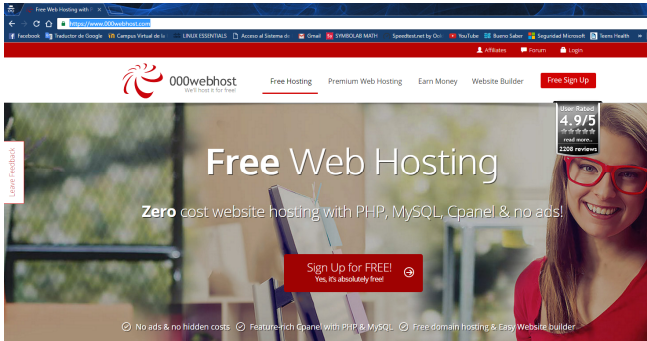 Free Web Hosting with P
https://www.000webhost.com
Facebook Traductor de Google Campus Virtual de la LINUX ESSENTIALS Acceso al Sistema de Gmail SYMBOLAB MATH Speedtest.net by Ookl YouTube Bueno Saber Seguridad Microsoft Teens Health »
Affiliates Forum Login
000webhost
We'll host it for free!
Free Hosting Premium Web Hosting Earn Money Website Builder Free Sign Up
User Rated
4.9/5
read more..
2208 reviews
Leave Feedback
Free Web Hosting
Zero cost website hosting with PHP, MySQL, Cpanel & no ads!
Sign Up for FREE!
Yes, it's absolutely free!
No ads & no hidden costs Feature-rich Cpanel with PHP & MySQL Free domain hosting & Easy Website builder